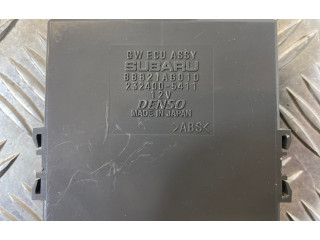 GW ECU ASSY
SUBARU
88821AG010
232400-5411
12V
DENSO
MADE IN JAPAN
>ABS<